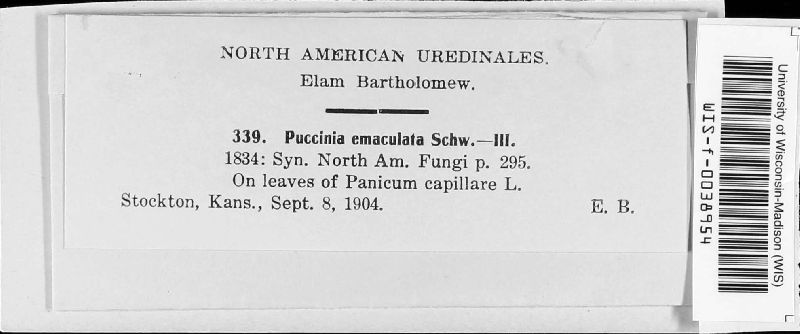 NORTH AMERICAN UREDINALES.
Elam Bartholomew.
339. Puccinia emaculata Schw.—III.
1834: Syn. North Am. Fungi p. 295.
On leaves of Panicum capillare L.
Stockton, Kans., Sept. 8, 1904. E. B.
University of Wisconsin-Madison (WIS)
WIS-f-0038954